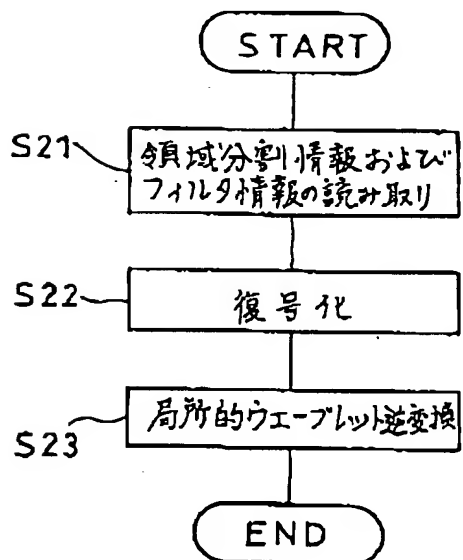 START
S21
領域分割情報および
フィルタ情報の読み取り
S22
復号化
S23
局所的ウエーブレット逆変換
END